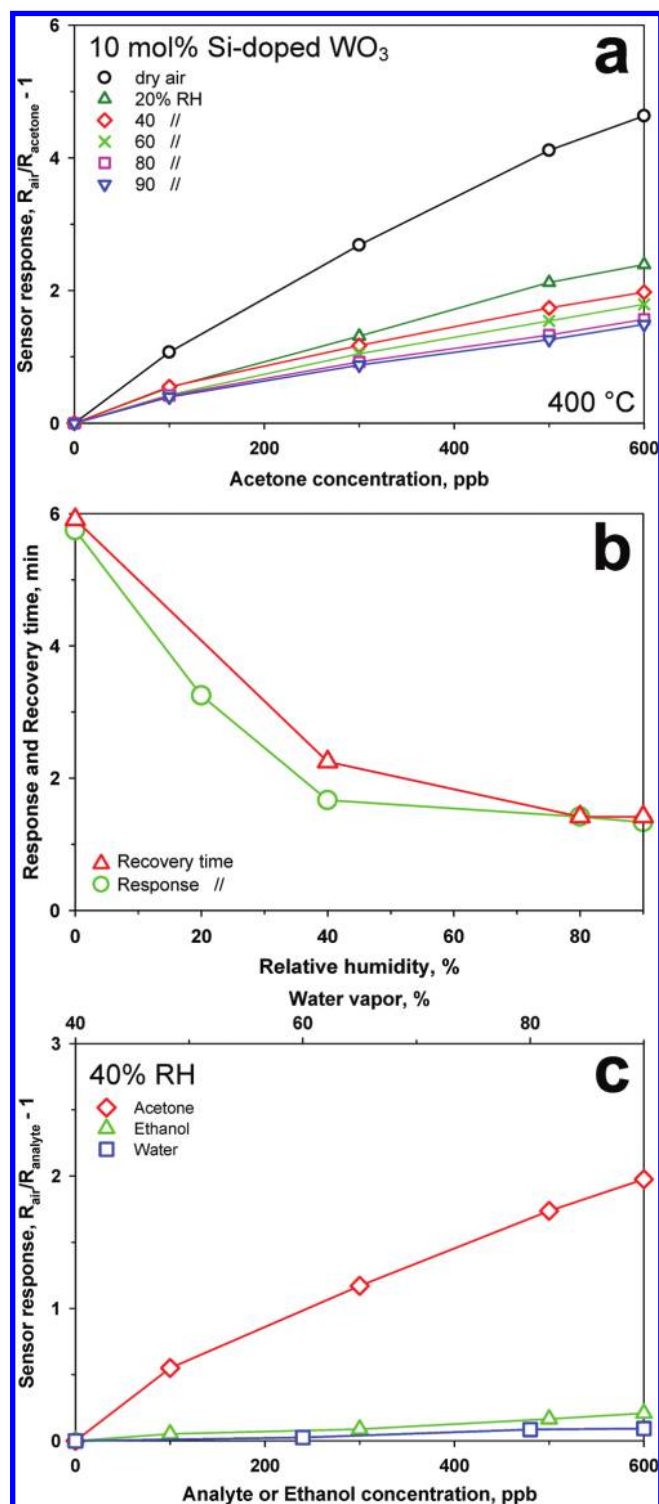 6
10 mol% Si-doped WO3
a
dry air
20% RH
40 //
60 //
80 //
90 //
4
2
0
400 °C
0 200 400 600
Sensor response, Rair/Racetone - 1
Acetone concentration, ppb
6
b
4
2
0
Recovery time
Response //
0 20 40 60 80
Response and Recovery time, min
Relative humidity, %
Water vapor, %
40 60 80
3
40% RH
c
Acetone
Ethanol
Water
2
1
0
0 200 400 600
Sensor response, Rair/Ranalyte - 1
Analyte or Ethanol concentration, ppb